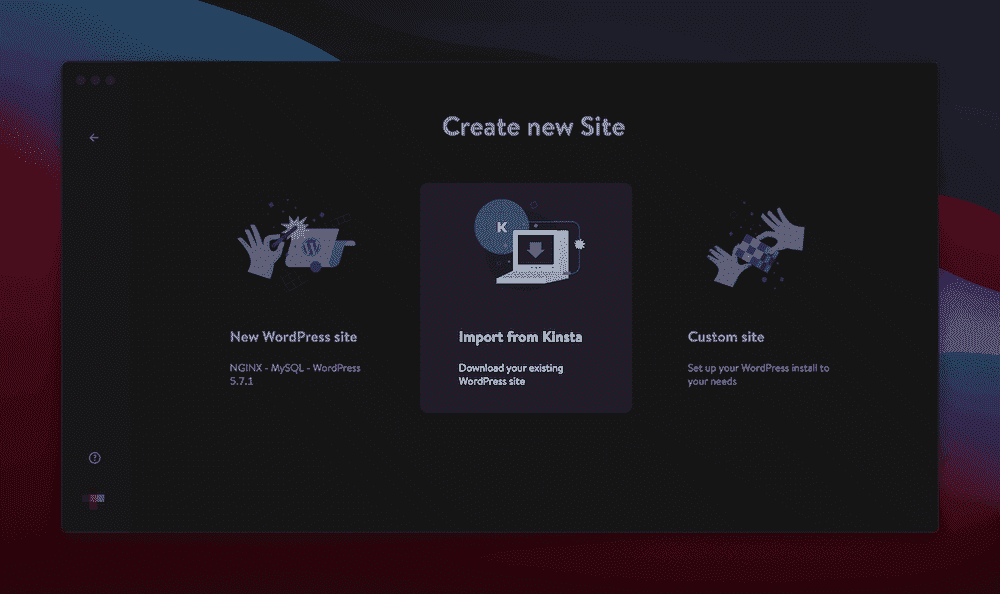 Create new Site
K
New WordPress site
NGINX - MySQL - WordPress
5.7.1
Import from Kinsta
Download your existing
WordPress site
Custom site
Set up your WordPress install to
your needs
?